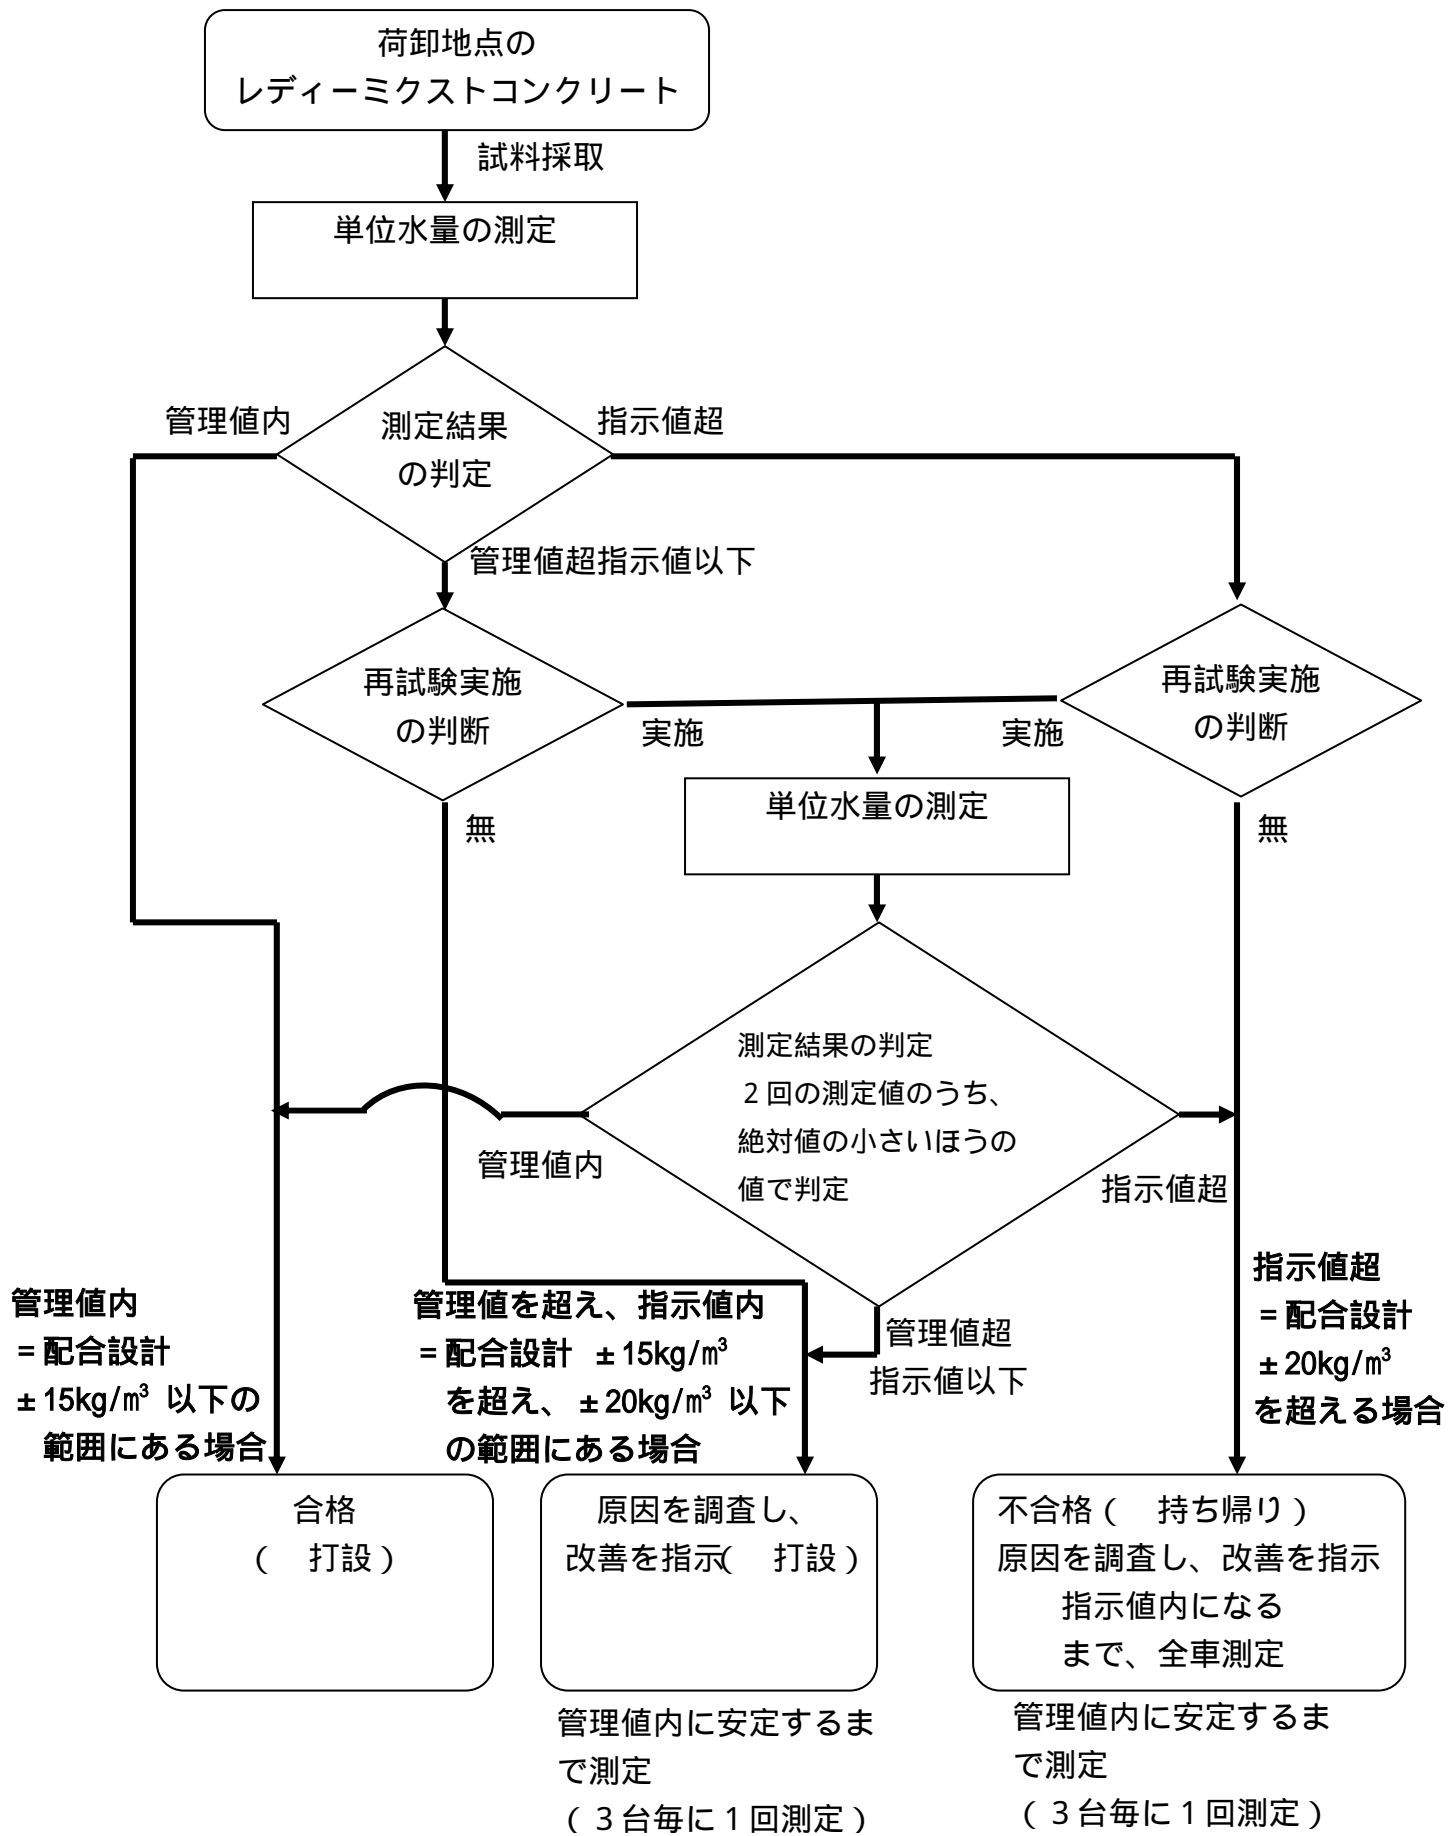 荷卸地点の
レディーミクストコンクリート
試料採取
単位水量の測定
管理値内
測定結果
の判定
指示値超
管理値超指示値以下
再試験実施
の判断
再試験実施
の判断
実施
実施
単位水量の測定
無
無
測定結果の判定
2回の測定値のうち、
絶対値の小さいほうの
値で判定
管理値内
指示値超
管理値内
=配合設計
±15kg/㎥ 以下の
範囲にある場合
管理値を超え、指示値内
=配合設計 ±15kg/㎥
を超え、±20kg/㎥ 以下
の範囲にある場合
管理値超
指示値以下
指示値超
=配合設計
±20kg/㎥
を超える場合
合格
( 打設)
原因を調査し、
改善を指示( 打設)
不合格( 持ち帰り)
原因を調査し、改善を指示
指示値内になる
まで、全車測定
管理値内に安定するま
で測定
(3台毎に1回測定)
管理値内に安定するま
で測定
(3台毎に1回測定)